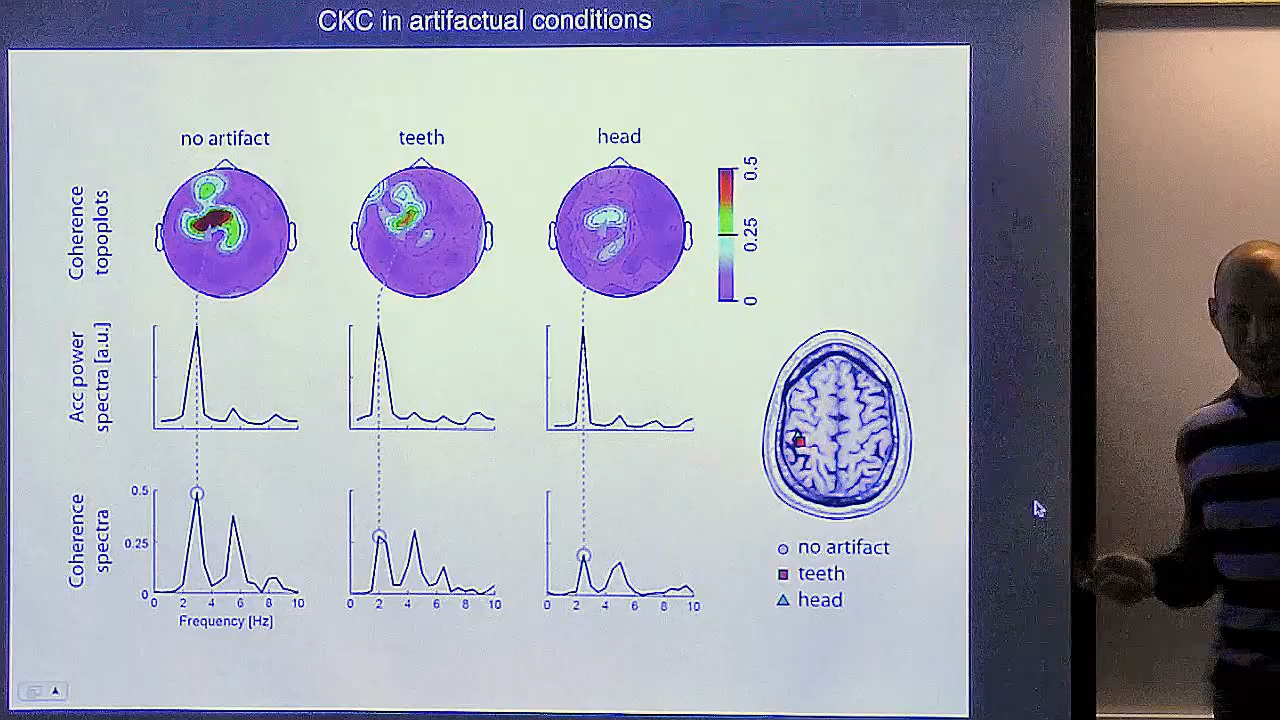 CKC in artifactual conditions
no artifact
teeth
head
Coherence
topoplots
0.5
0.25
0
Acc power
spectra [a.u.]
Coherence
spectra
0.5
0.25
0
0 2 4 6 8 10
0 2 4 6 8 10
0 2 4 6 8 10
Frequency [Hz]
no artifact
teeth
head